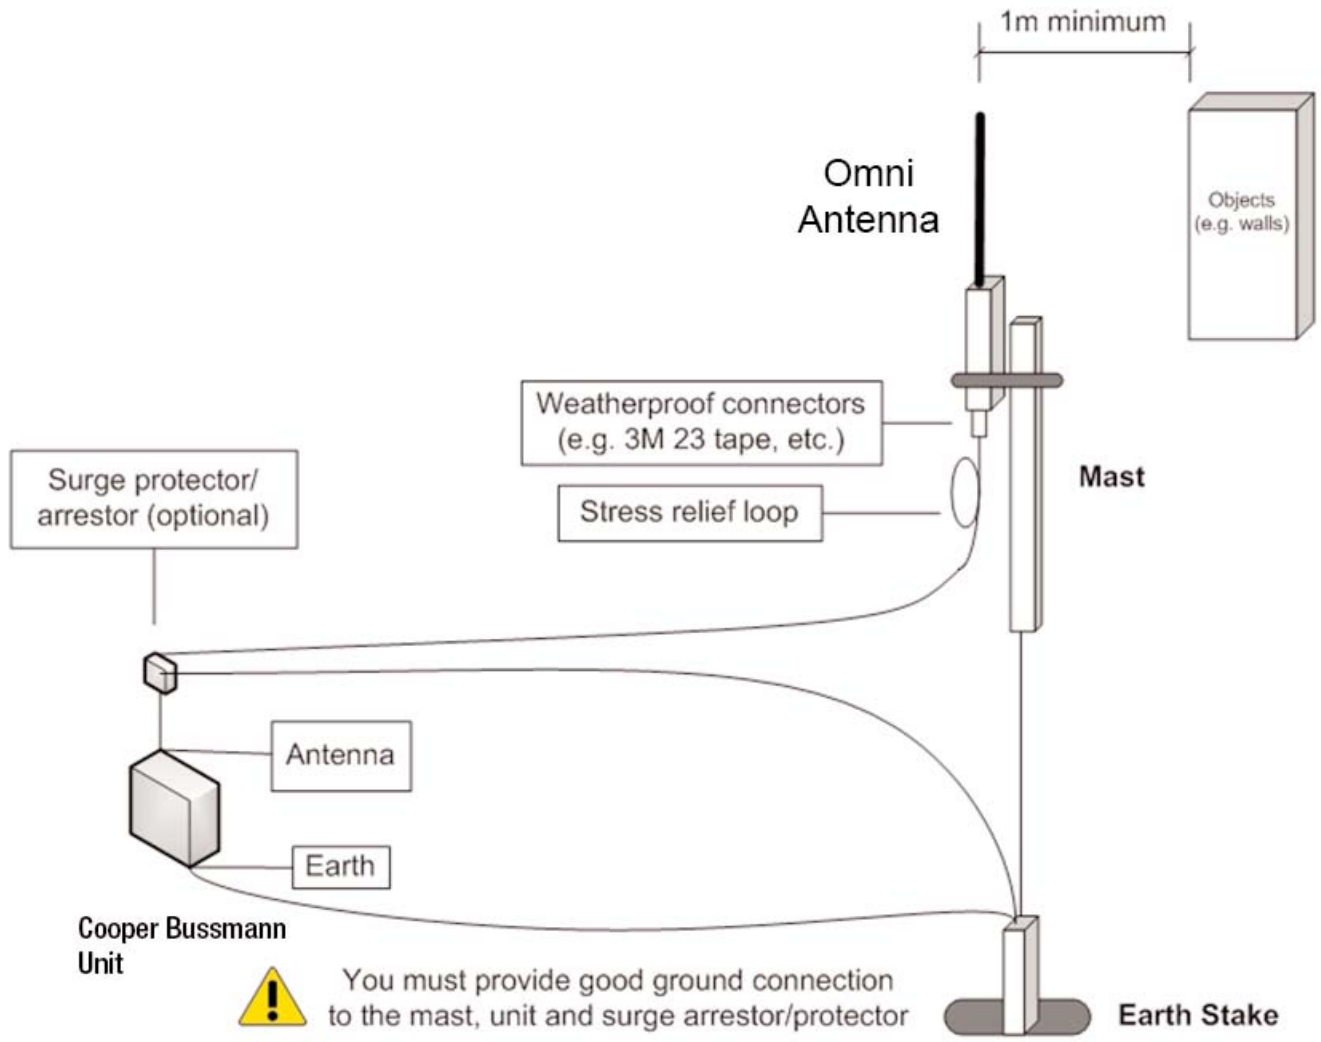 1m minimum
Omni
Antenna
Objects
(e.g. walls)
Weatherproof connectors
(e.g. 3M 23 tape, etc.)
Surge protector/
arrestor (optional)
Mast
Stress relief loop
Antenna
Earth
Cooper Bussmann
Unit
You must provide good ground connection
to the mast, unit and surge arrestor/protector
Earth Stake